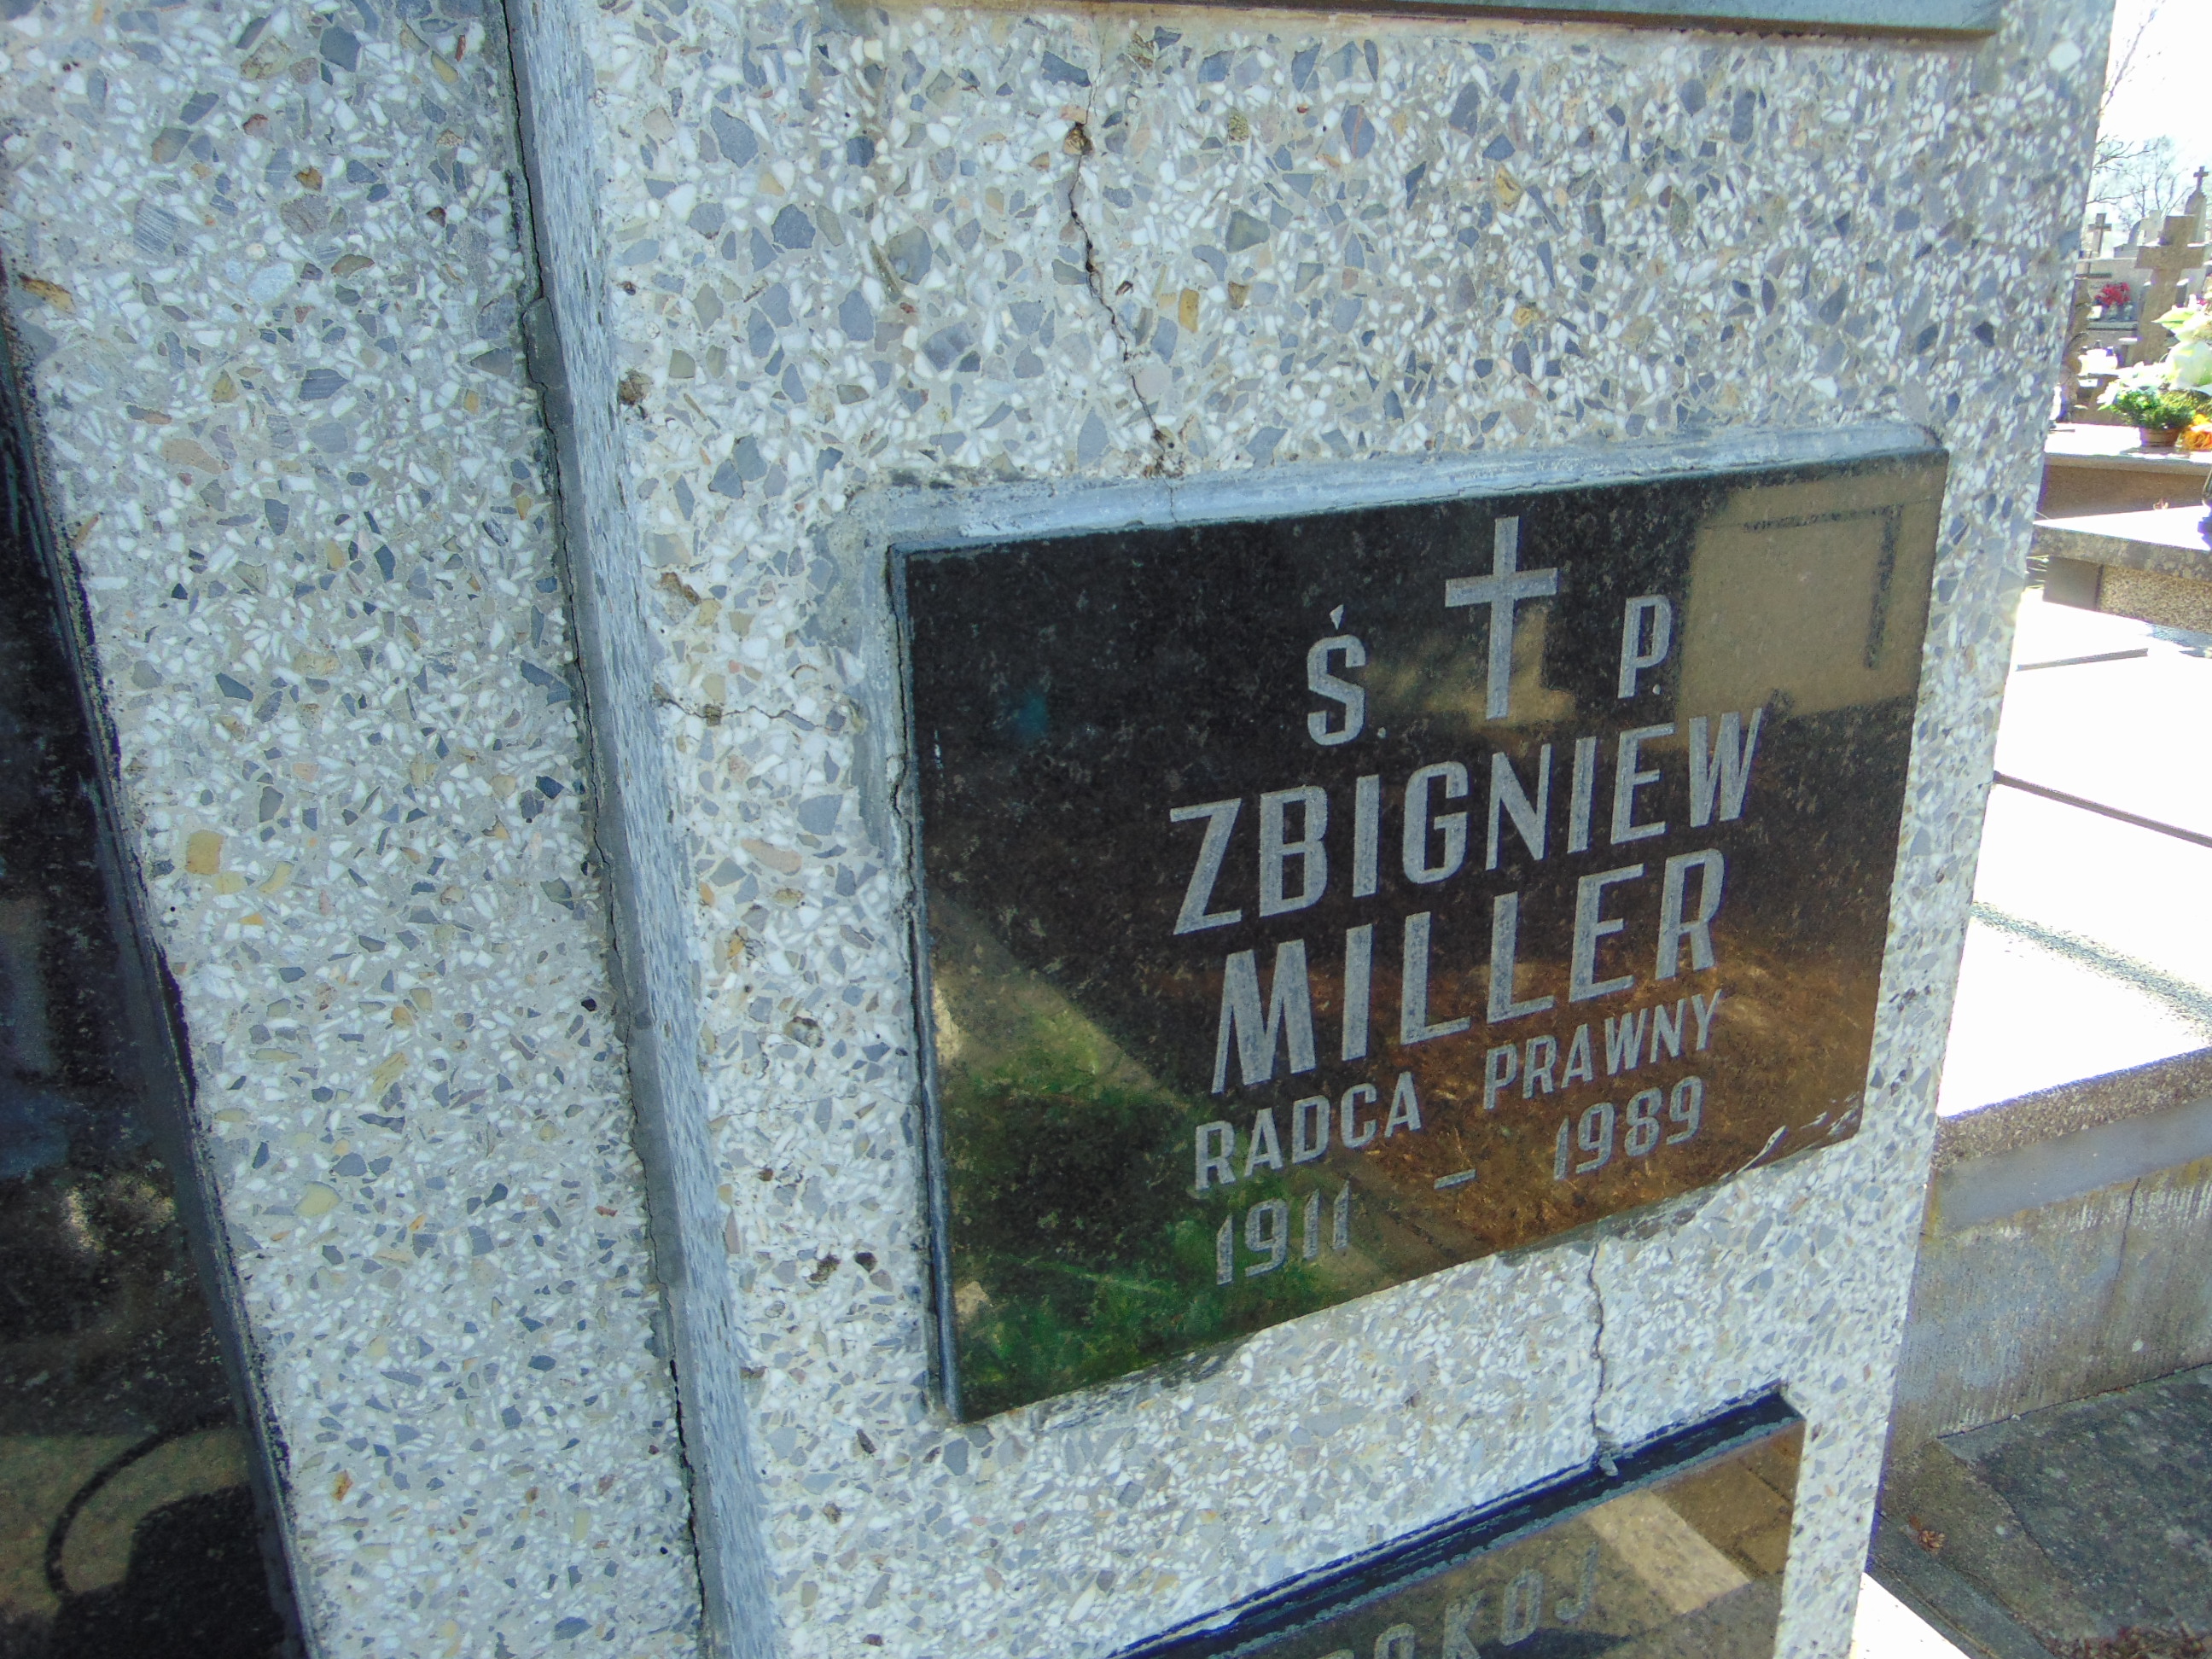 Ś. P.
ZBIGNIEW
MILLER
RADCA PRAWNY
1911 - 1989